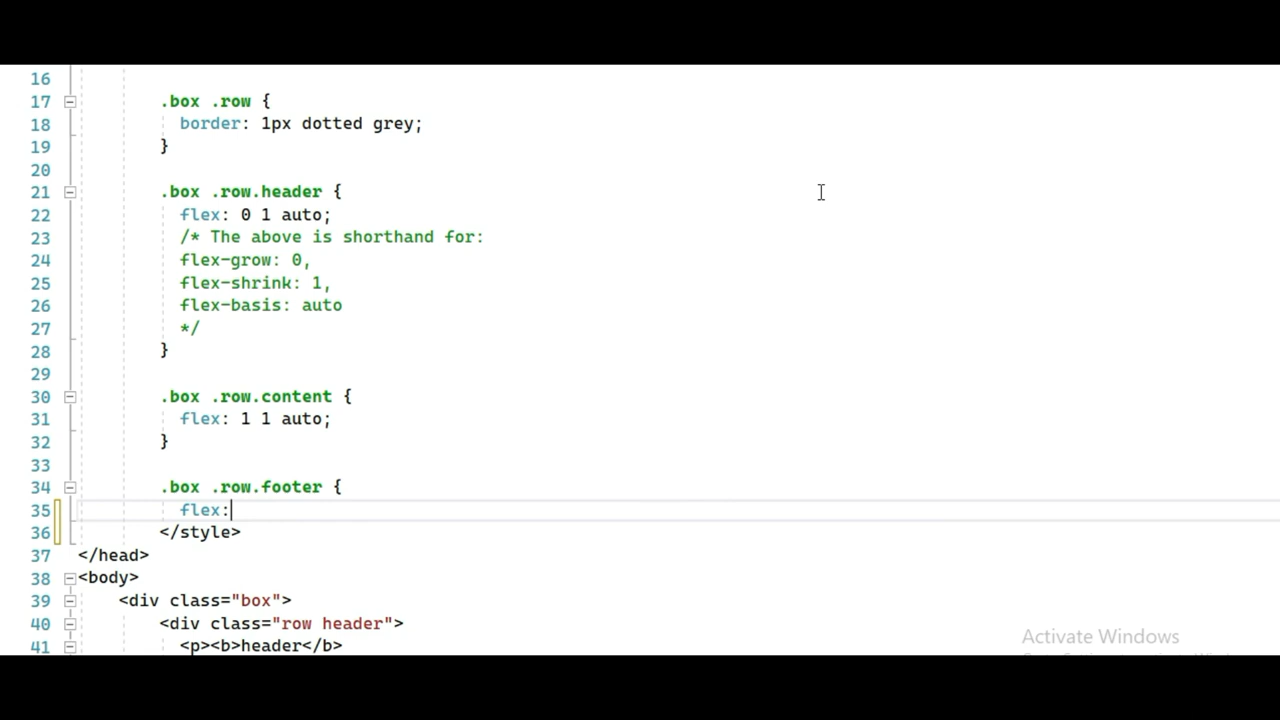 16
17 .box .row {
18 border: 1px dotted grey;
19 }
20
21 .box .row.header {
22 flex: 0 1 auto;
23 /* The above is shorthand for:
24 flex-grow: 0,
25 flex-shrink: 1,
26 flex-basis: auto
27 */
28 }
29
30 .box .row.content {
31 flex: 1 1 auto;
32 }
33
34 .box .row.footer {
35 flex:
36 </style>
37 </head>
38 <body>
39 <div class="box">
40 <div class="row header">
41 <p><b>header</b>
Activate Windows